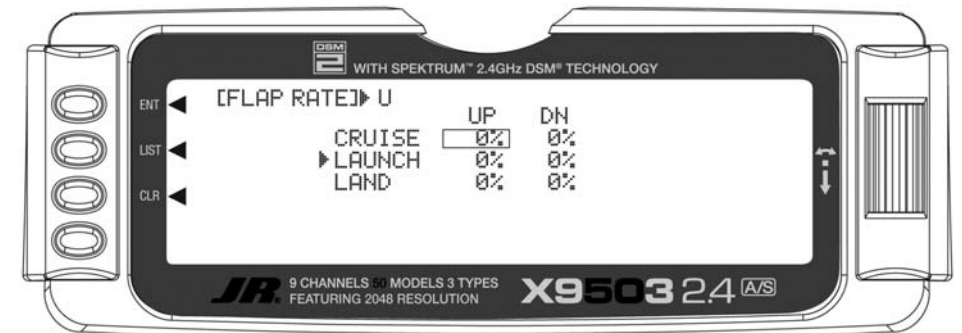 DSM
2 WITH SPEKTRUM™ 2.4GHz DSM® TECHNOLOGY
ENT
LIST
CLR
[FLAP RATE] U
UP DN
CRUISE 0% 0%
LAUNCH 0% 0%
LAND 0% 0%
JR. 9 CHANNELS 50 MODELS 3 TYPES
FEATURING 2048 RESOLUTION
X9503 2.4 A/S